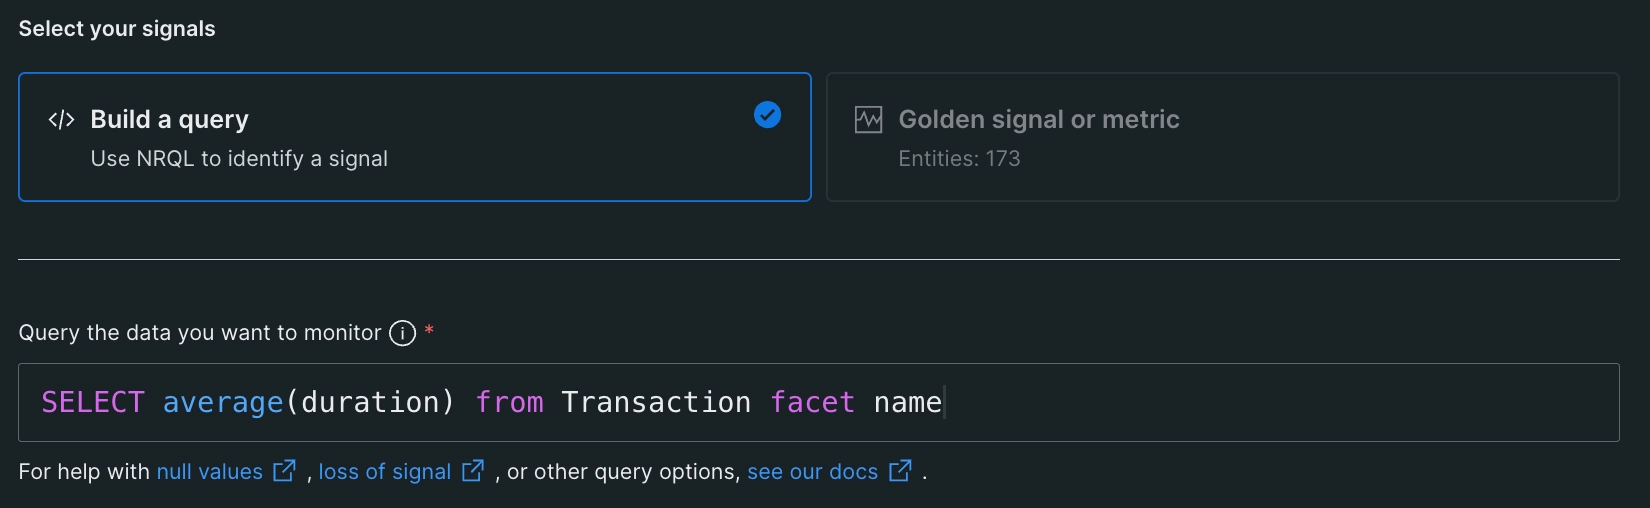 Select your signals
</> Build a query
Use NRQL to identify a signal
Golden signal or metric
Entities: 173
Query the data you want to monitor i *
SELECT average(duration) from Transaction facet name
For help with null values , loss of signal , or other query options, see our docs .